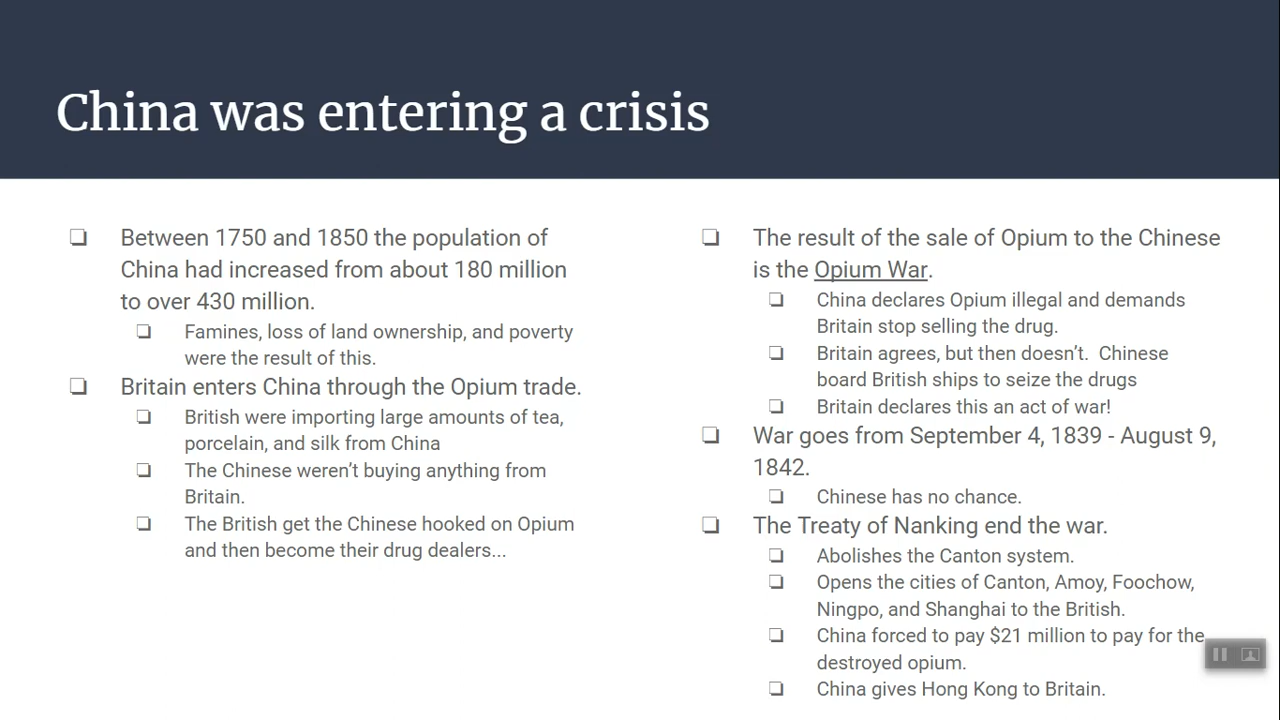 China was entering a crisis
❏ Between 1750 and 1850 the population of
China had increased from about 180 million
to over 430 million.
❏ Famines, loss of land ownership, and poverty
were the result of this.
❏ Britain enters China through the Opium trade.
❏ British were importing large amounts of tea,
porcelain, and silk from China
❏ The Chinese weren’t buying anything from
Britain.
❏ The British get the Chinese hooked on Opium
and then become their drug dealers...
❏ The result of the sale of Opium to the Chinese
is the Opium War.
❏ China declares Opium illegal and demands
Britain stop selling the drug.
❏ Britain agrees, but then doesn’t. Chinese
board British ships to seize the drugs
❏ Britain declares this an act of war!
❏ War goes from September 4, 1839 - August 9,
1842.
❏ Chinese has no chance.
❏ The Treaty of Nanking end the war.
❏ Abolishes the Canton system.
❏ Opens the cities of Canton, Amoy, Foochow,
Ningpo, and Shanghai to the British.
❏ China forced to pay $21 million to pay for the
destroyed opium.
❏ China gives Hong Kong to Britain.